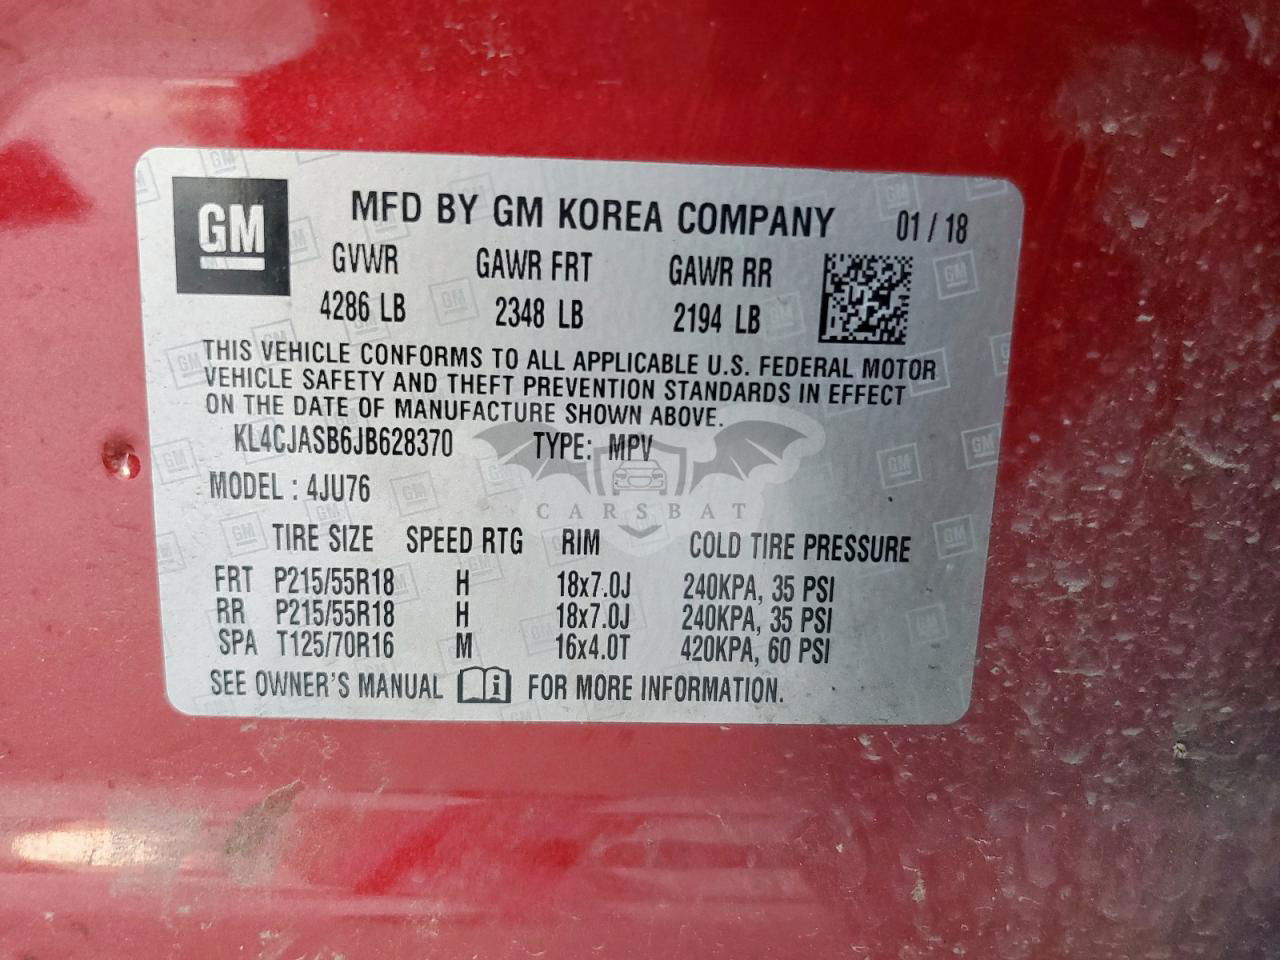 GM MFD BY GM KOREA COMPANY 01 / 18
GVWR GAWR FRT GAWR RR
4286 LB 2348 LB 2194 LB
THIS VEHICLE CONFORMS TO ALL APPLICABLE U.S. FEDERAL MOTOR
VEHICLE SAFETY AND THEFT PREVENTION STANDARDS IN EFFECT
ON THE DATE OF MANUFACTURE SHOWN ABOVE.
KL4CJASB6JB628370 TYPE: MPV
MODEL : 4JU76
CARSBAT
TIRE SIZE SPEED RTG RIM COLD TIRE PRESSURE
FRT P215/55R18 H 18x7.0J 240KPA, 35 PSI
RR P215/55R18 H 18x7.0J 240KPA, 35 PSI
SPA T125/70R16 M 16x4.0T 420KPA, 60 PSI
SEE OWNER'S MANUAL i FOR MORE INFORMATION.